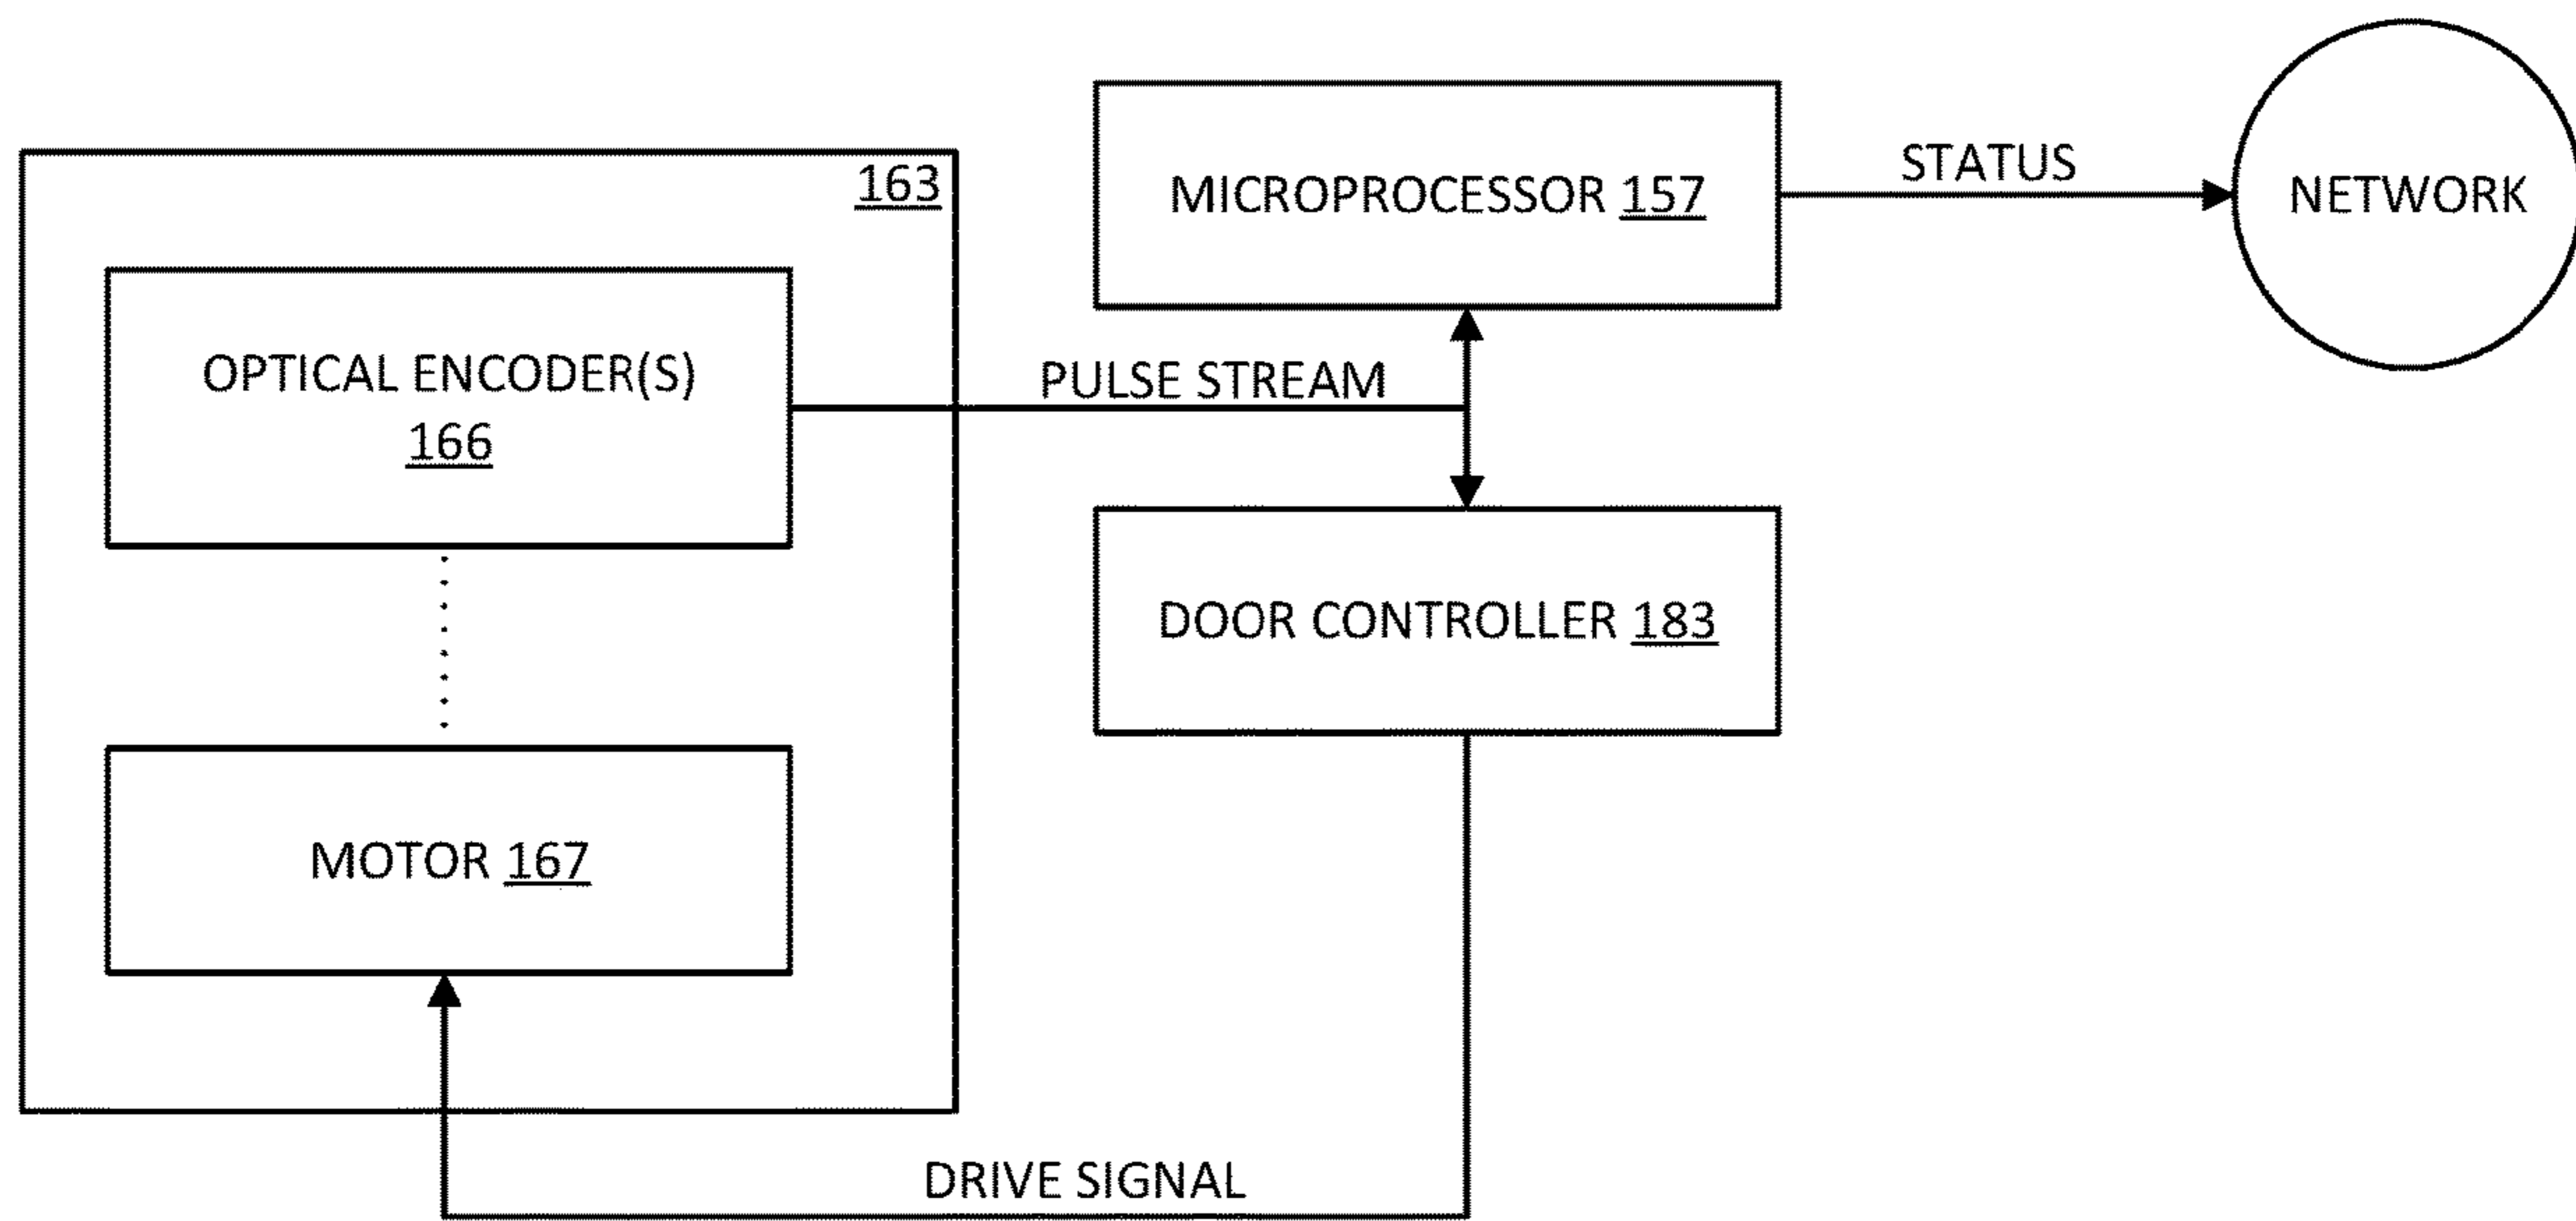 163
OPTICAL ENCODER(S)
166
MOTOR 167
PULSE STREAM
MICROPROCESSOR 157
STATUS
NETWORK
DOOR CONTROLLER 183
DRIVE SIGNAL